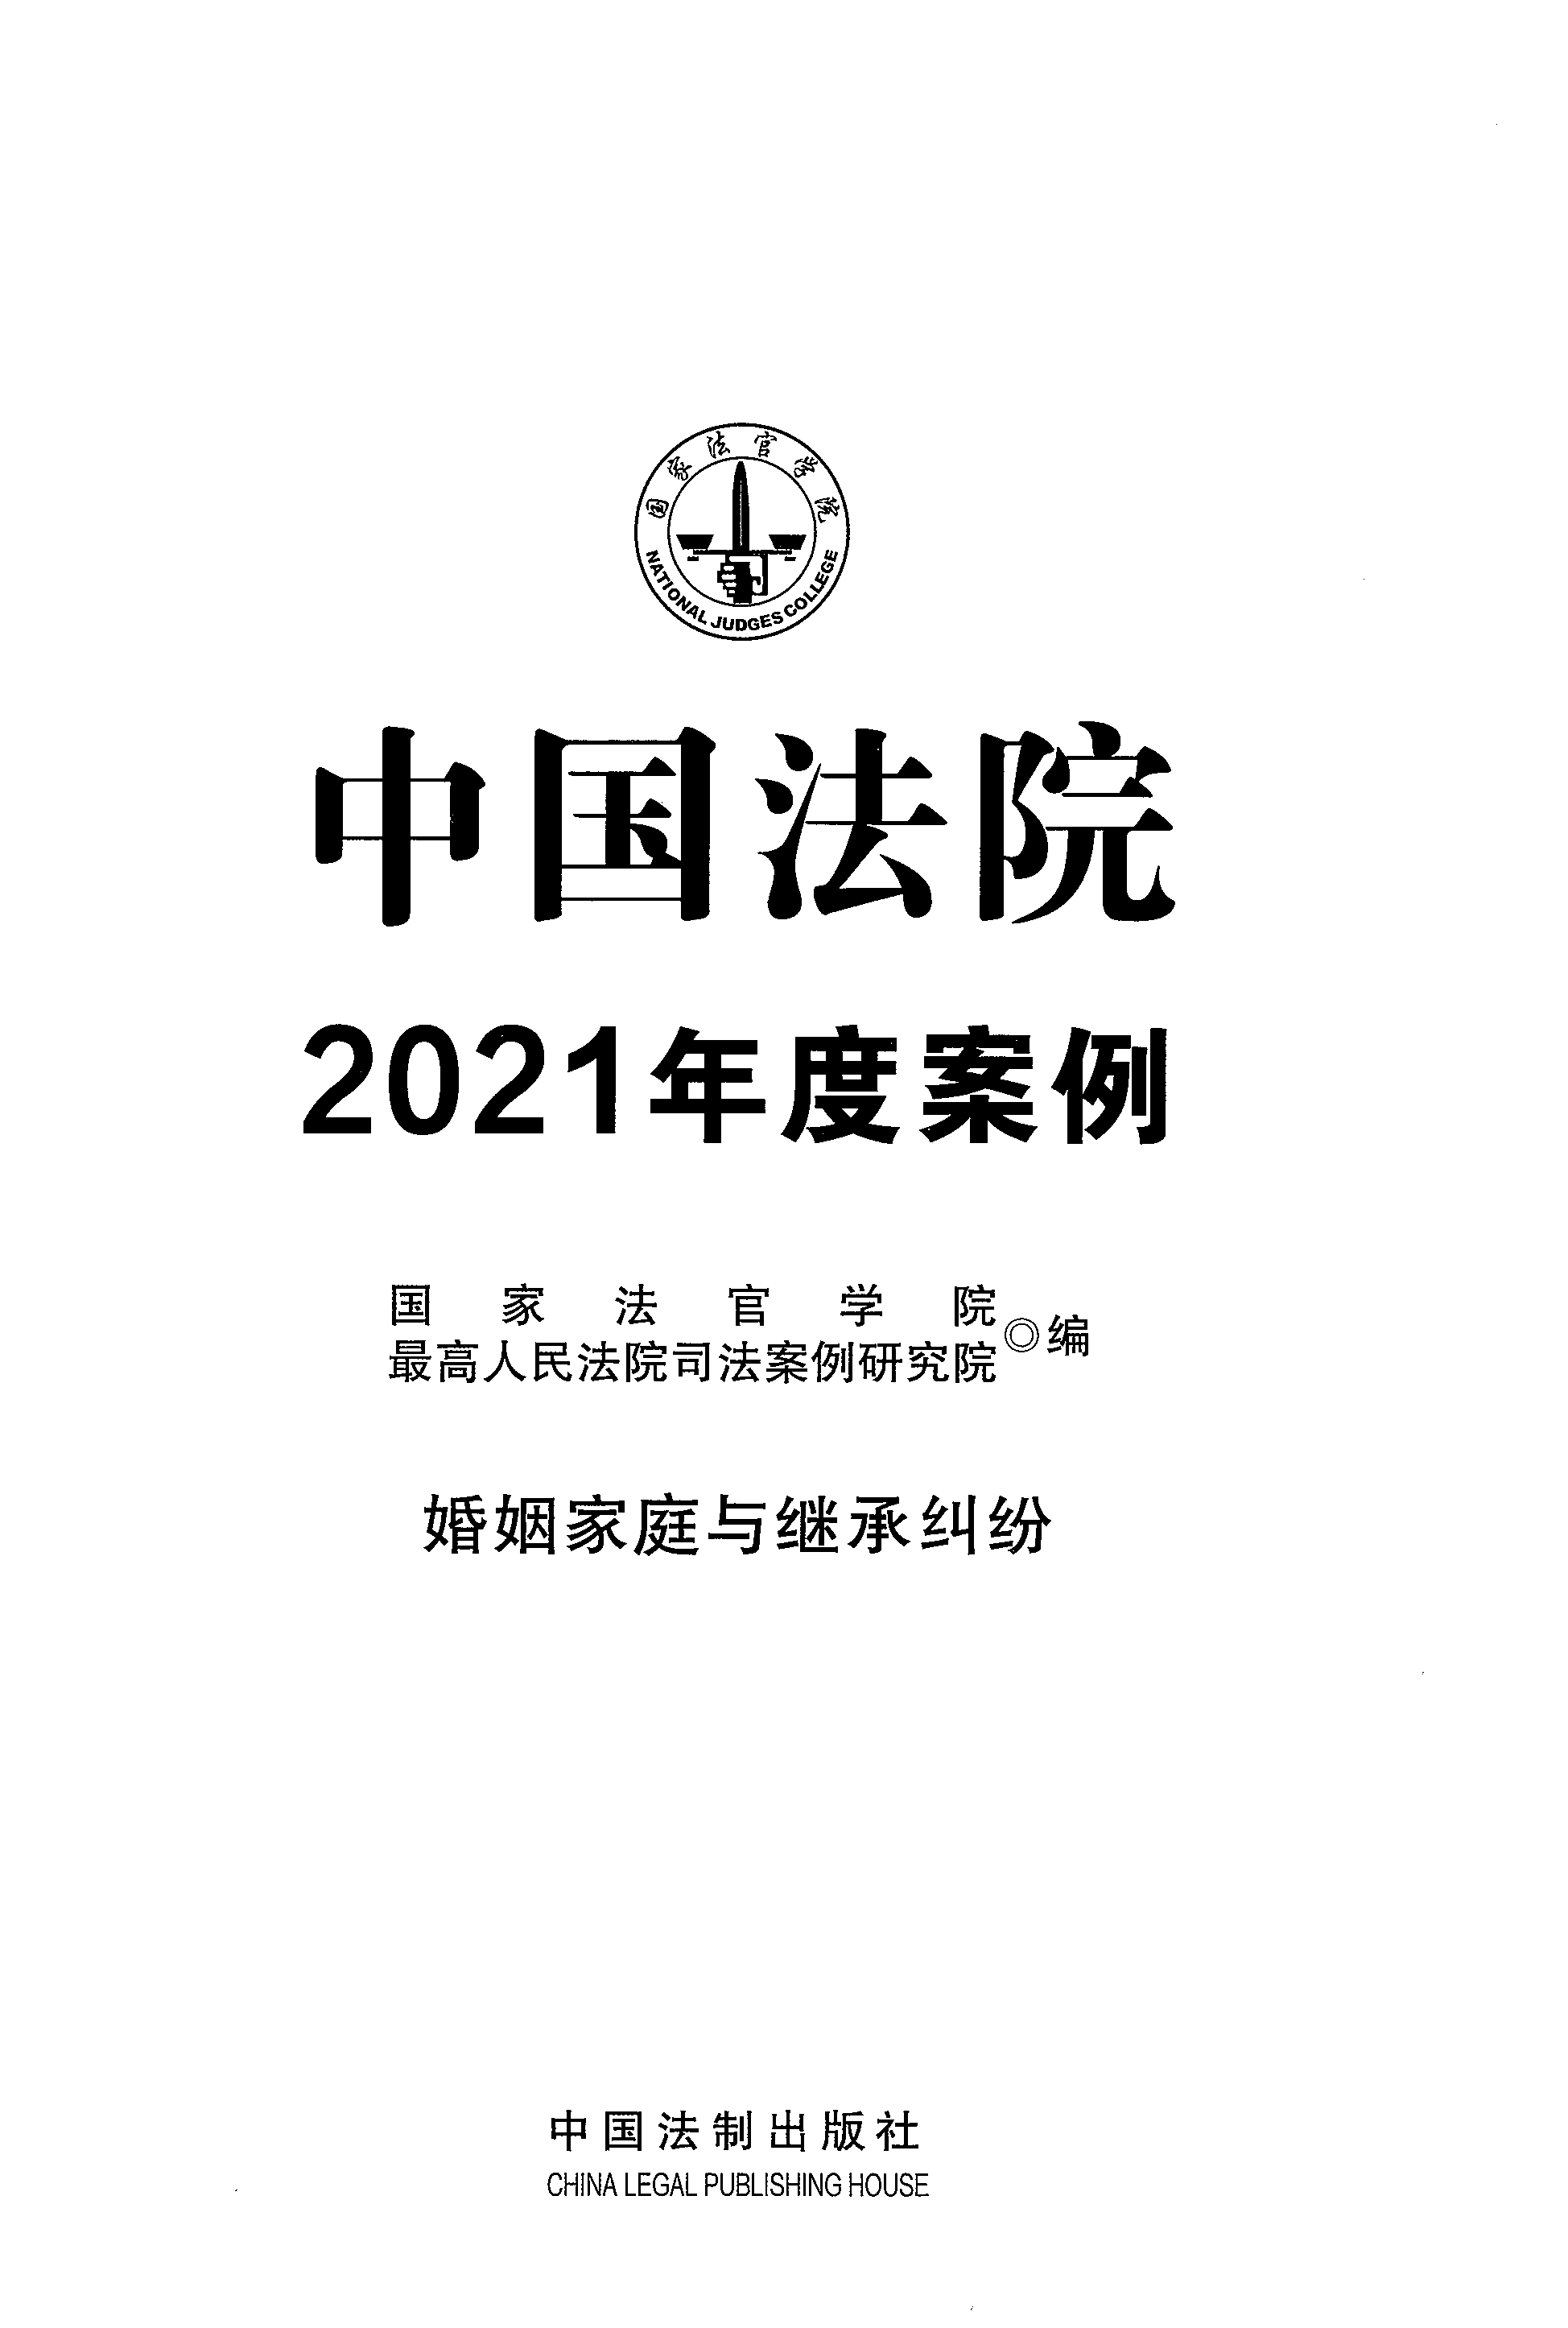 国家法官学院
NATIONAL JUDGES COLLEGE
中国法院
2021年度案例
国家法官学院
最高人民法院司法案例研究院◎编
婚姻家庭与继承纠纷
中国法制出版社
CHINA LEGAL PUBLISHING HOUSE